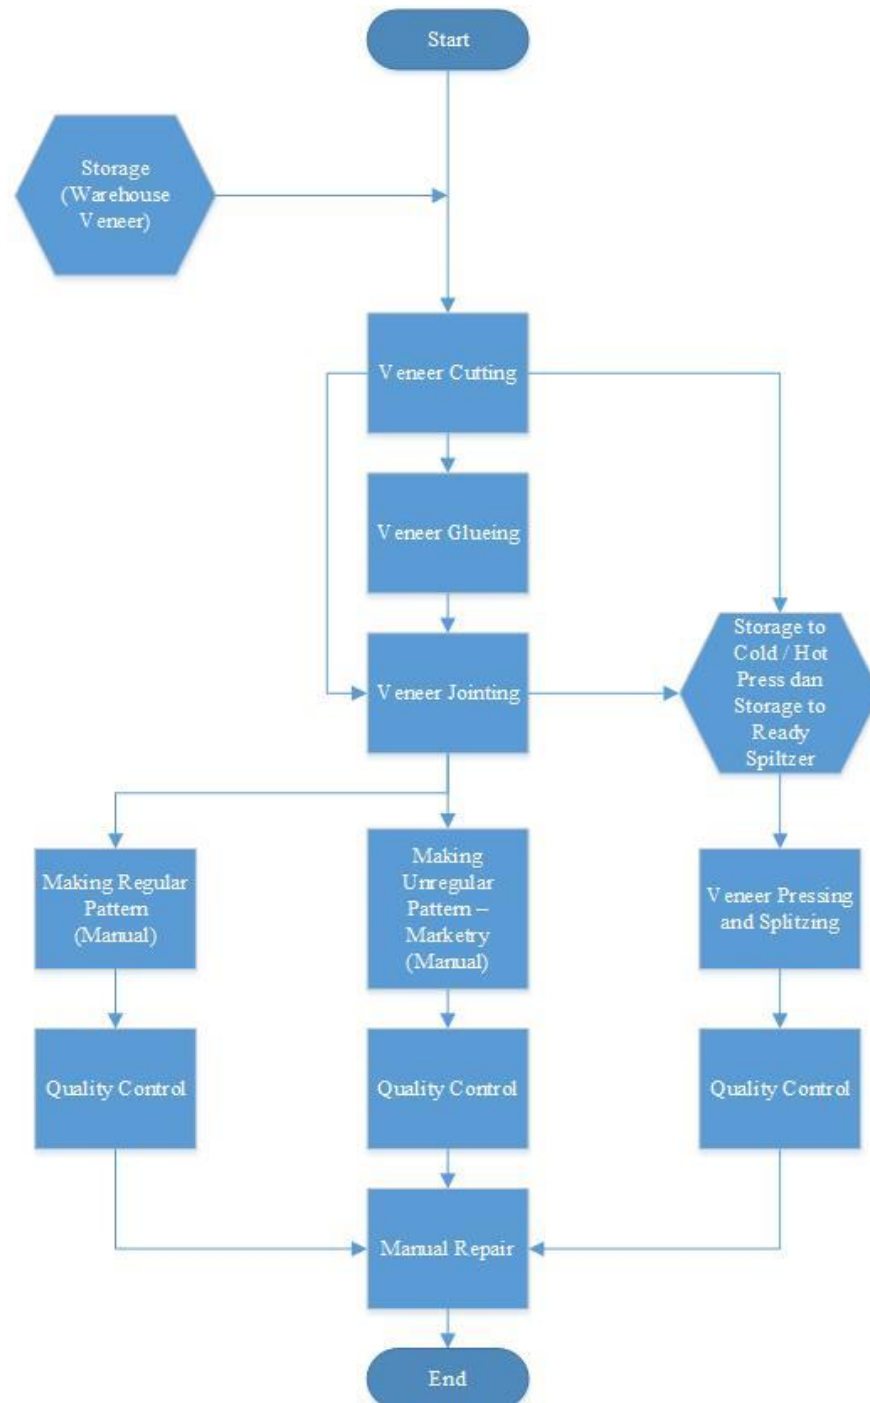 Start
Storage
(Warehouse
Veneer)
Veneer Cutting
Veneer Glueing
Veneer Jointing
Storage to
Cold / Hot
Press dan
Storage to
Ready
Spiltzer
Making Regular
Pattern
(Manual)
Making
Unregular
Pattern –
Marketry
(Manual)
Veneer Pressing
and Splitzing
Quality Control
Quality Control
Quality Control
Manual Repair
End